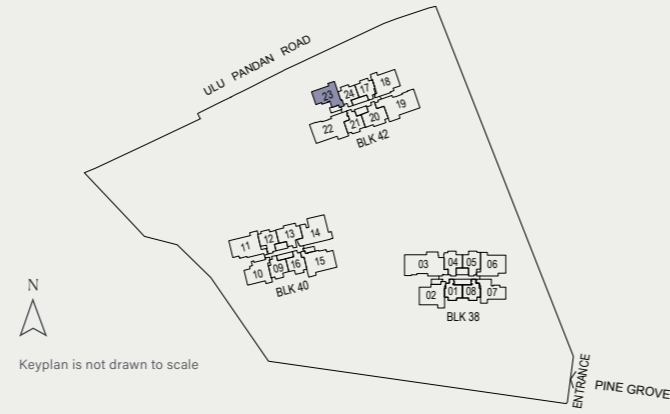 ULU PANDAN ROAD
23 24 17 18
22 21 20 19
BLK 42
11 12 13 14
10 09 16 15
BLK 40
03 04 05 06
02 01 08 07
BLK 38
N
Keyplan is not drawn to scale
ENTRANCE
PINE GROVE